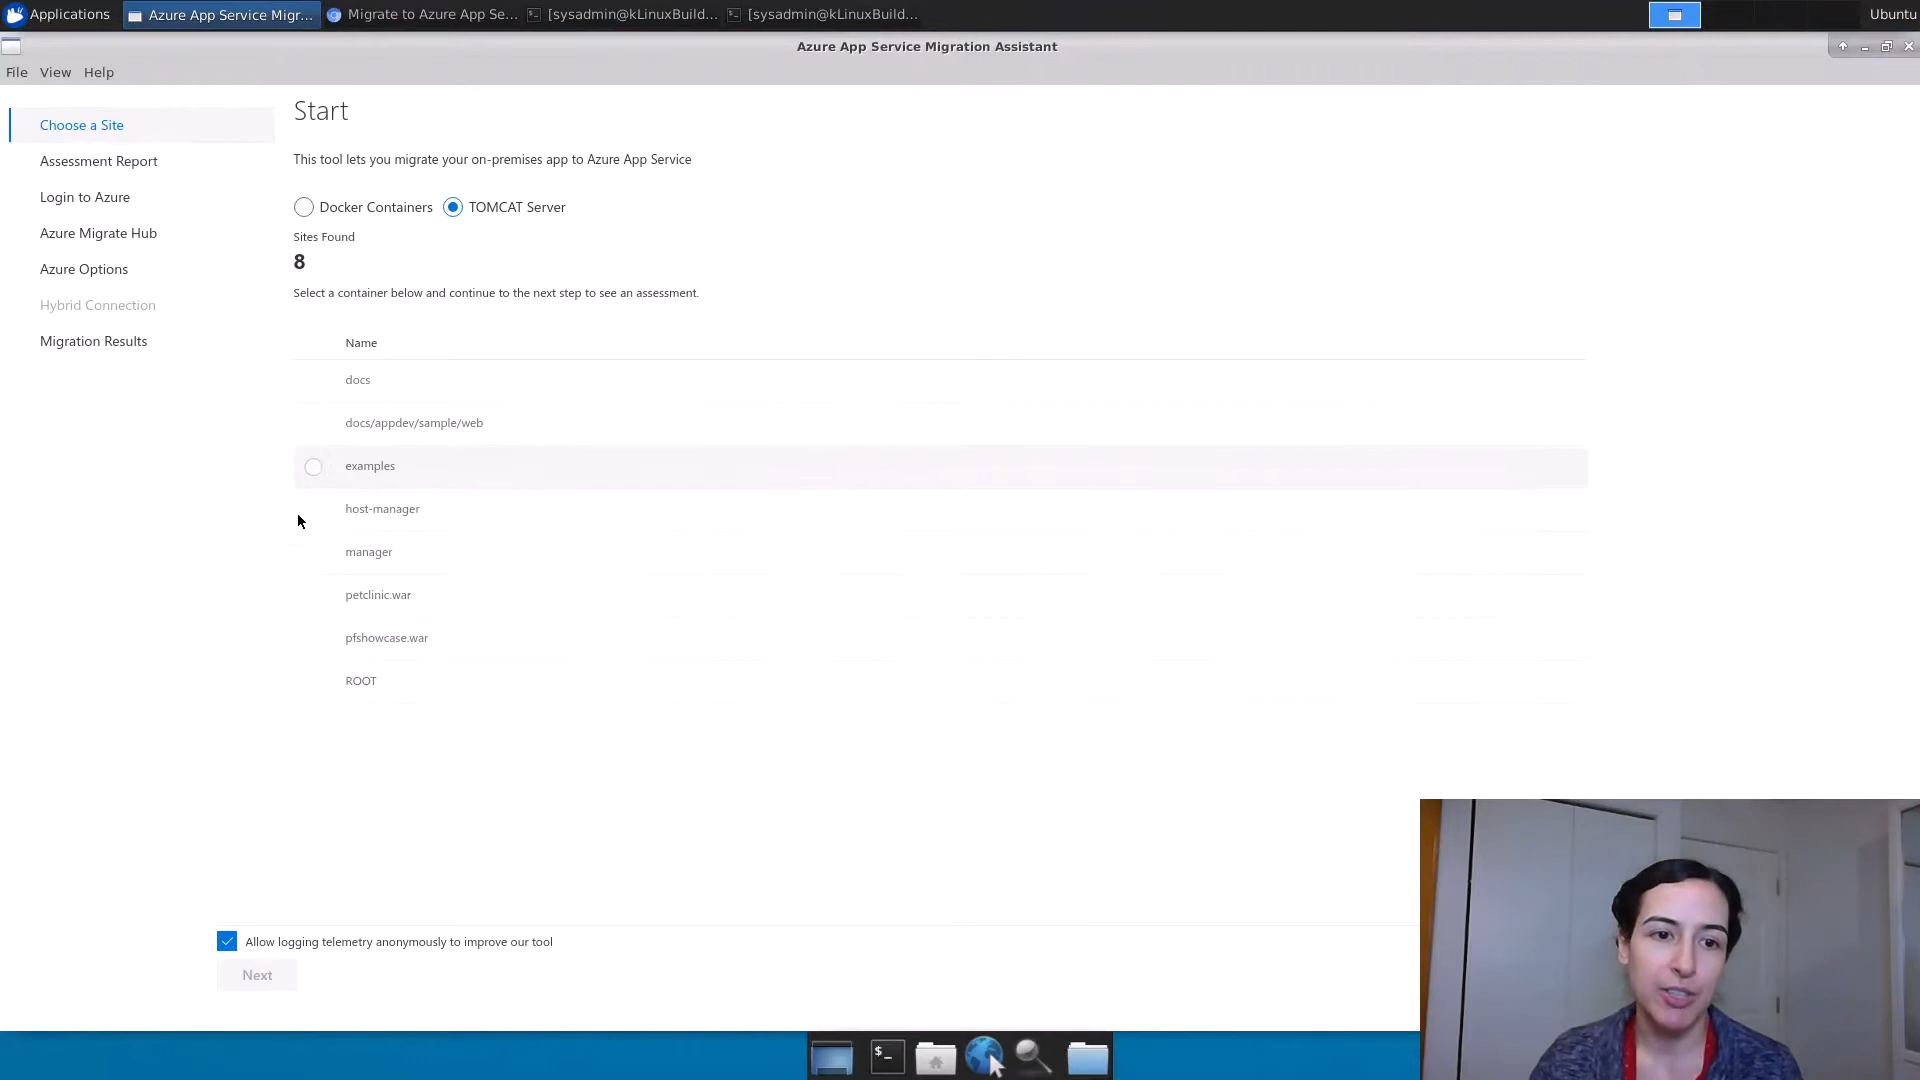 Applications
Azure App Service Migr...
Migrate to Azure App Se...
[sysadmin@kLinuxBuild...
[sysadmin@kLinuxBuild...
Ubuntu
Azure App Service Migration Assistant
File View Help
Choose a Site
Assessment Report
Login to Azure
Azure Migrate Hub
Azure Options
Hybrid Connection
Migration Results
Start
This tool lets you migrate your on-premises app to Azure App Service
Docker Containers TOMCAT Server
Sites Found
8
Select a container below and continue to the next step to see an assessment.
Name
docs
docs/appdev/sample/web
examples
host-manager
manager
petclinic.war
pfshowcase.war
ROOT
Allow logging telemetry anonymously to improve our tool
Next
$_